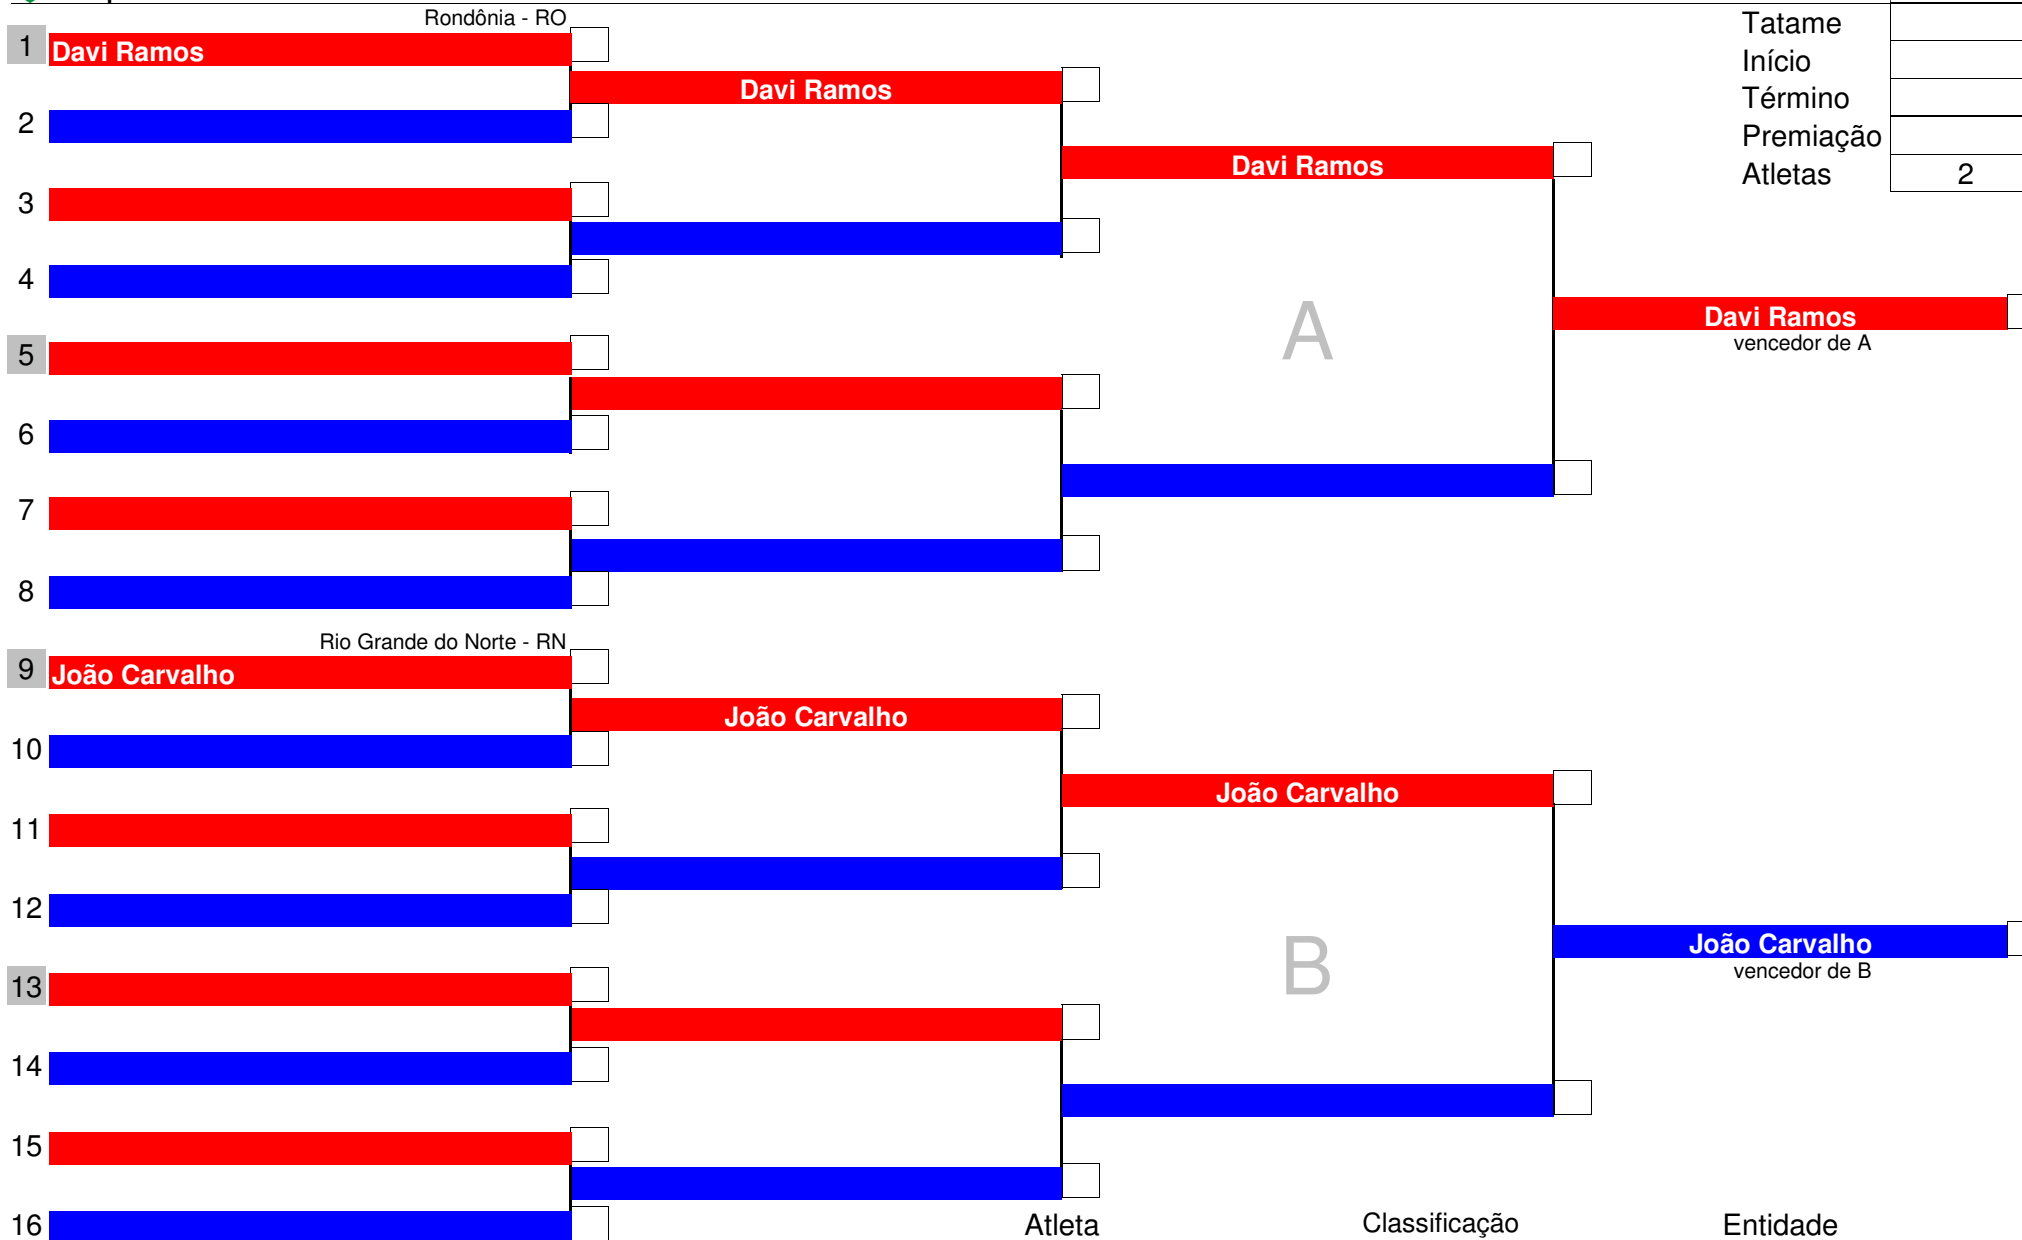 Rondônia - RO
Tatame
1 Davi Ramos
Início
Davi Ramos
Término
2
Premiação
Davi Ramos
Atletas 2
3
4
A
Davi Ramos
vencedor de A
5
6
7
8
Rio Grande do Norte - RN
9 João Carvalho
João Carvalho
10
João Carvalho
11
12
B
João Carvalho
vencedor de B
13
14
15
16
Atleta Classificação Entidade